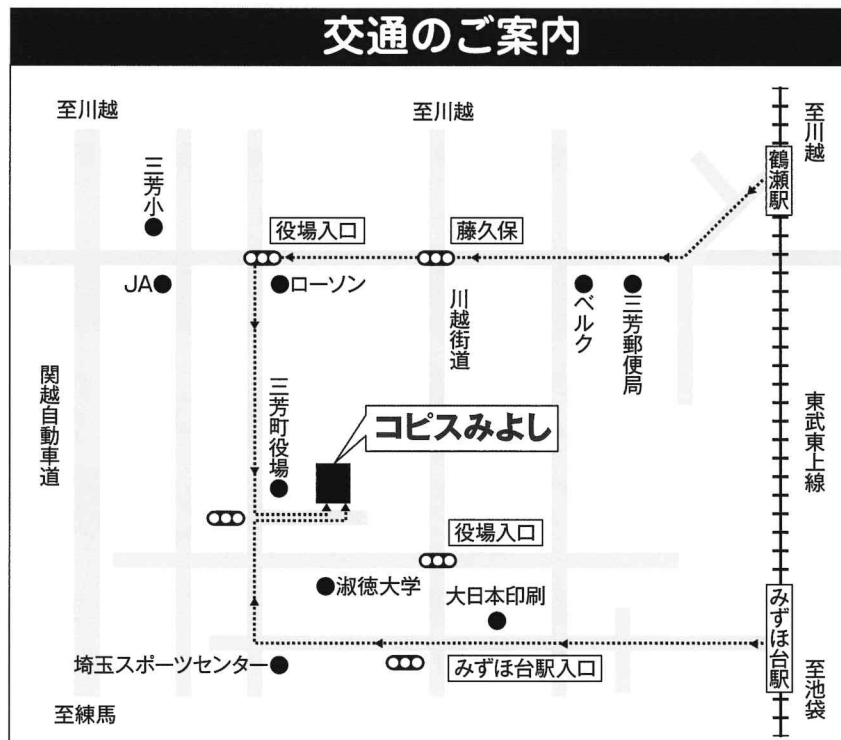 交通のご案内
至川越
至川越
至川越
鶴瀬駅
三芳小
役場入口
藤久保
JA
ローソン
川越街道
ベルク
三芳郵便局
関越自動車道
三芳町役場
コピスみよし
東武東上線
役場入口
淑徳大学
大日本印刷
みずほ台駅
埼玉スポーツセンター
みずほ台駅入口
至練馬
至池袋